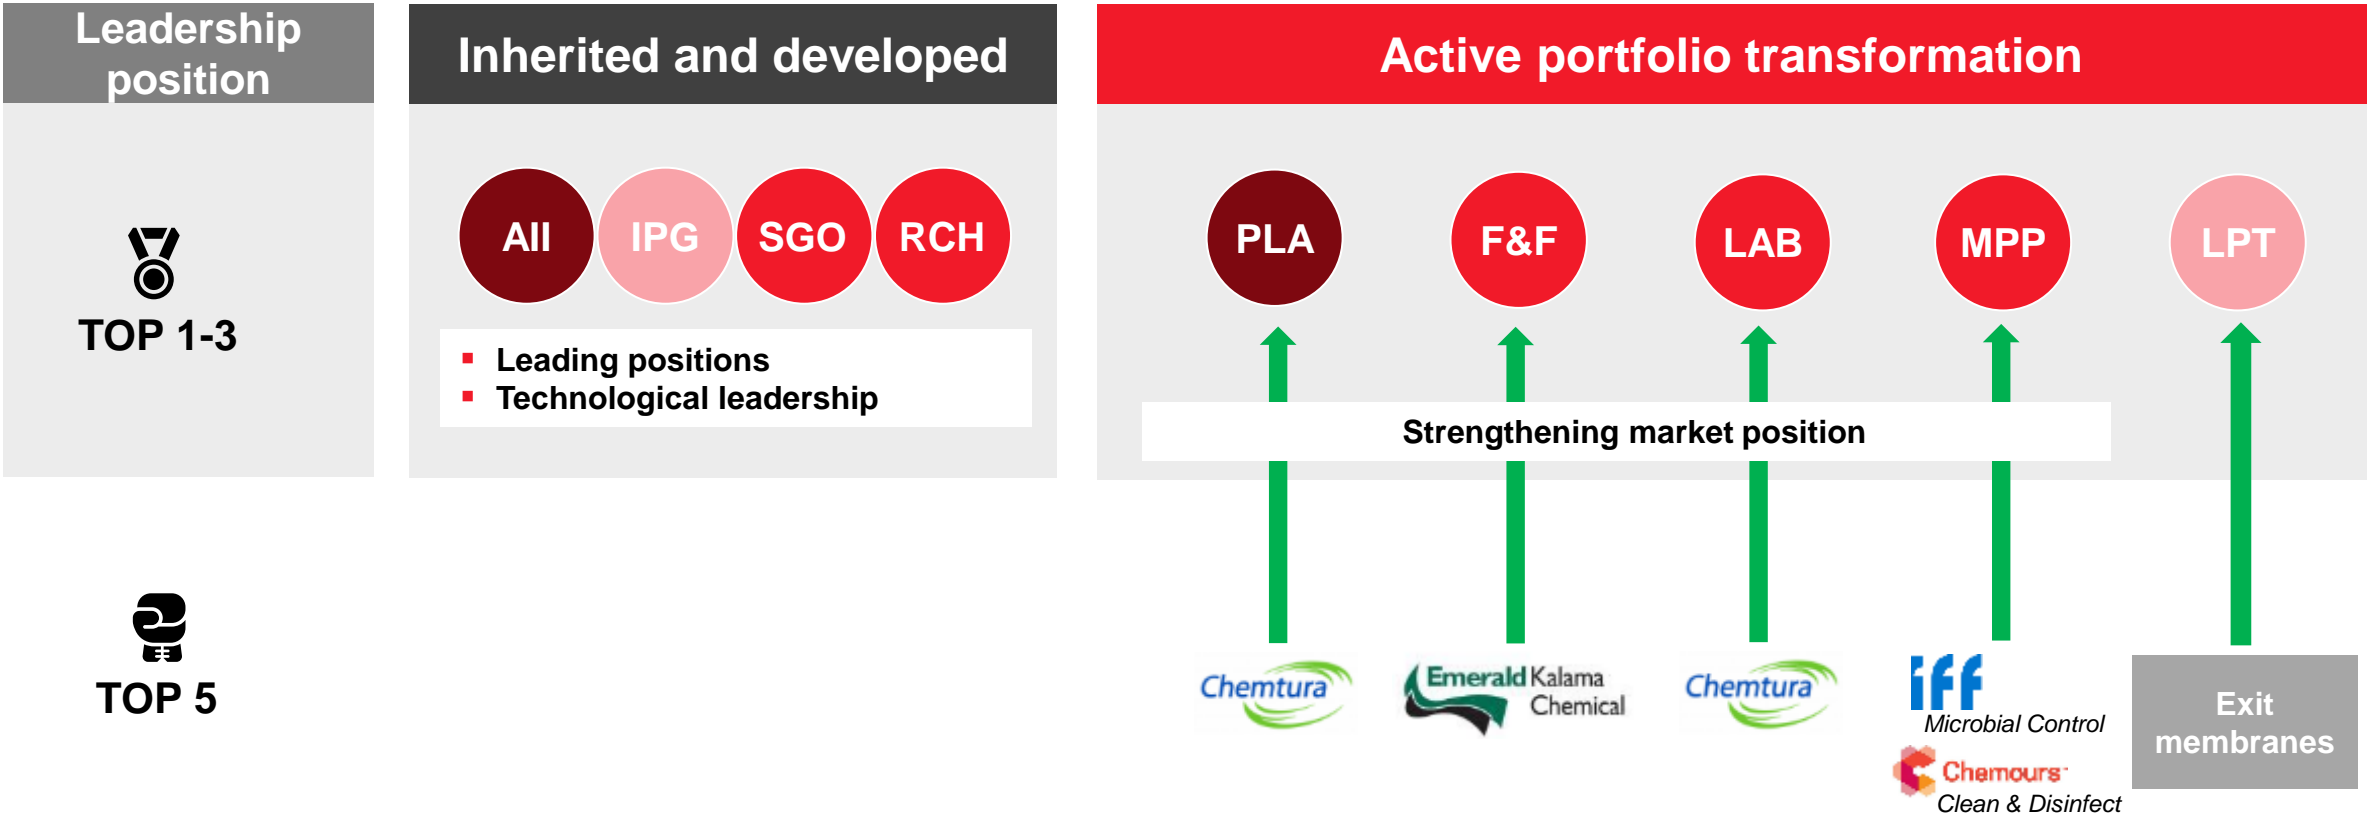 Leadership
position
Inherited and developed
Active portfolio transformation
TOP 1-3
AII
IPG
SGO
RCH
PLA
F&F
LAB
MPP
LPT
▪ Leading positions
▪ Technological leadership
Strengthening market position
TOP 5
Chemtura
Emerald Kalama
Chemical
Chemtura
iff
Microbial Control
Chemours
Clean & Disinfect
Exit
membranes